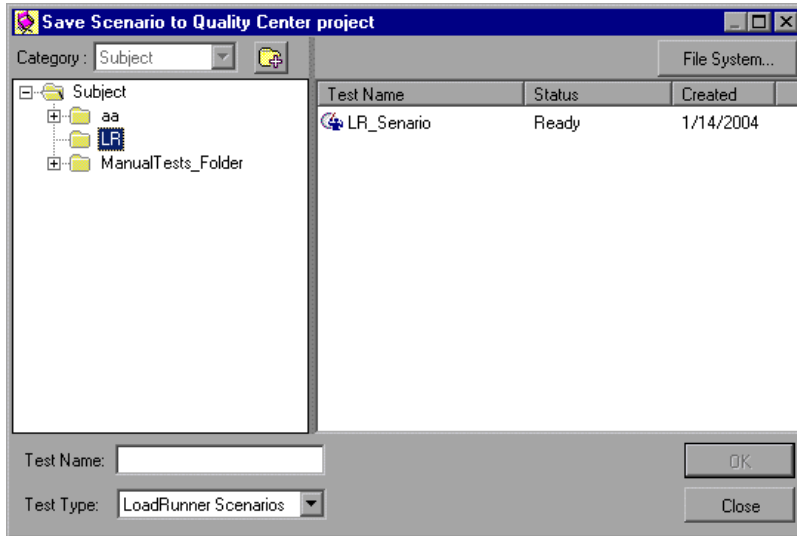 Save Scenario to Quality Center project
Category : Subject
File System...
Subject
aa
LR
ManualTests_Folder
Test Name Status Created
LR_Senario Ready 1/14/2004
Test Name:
OK
Test Type: LoadRunner Scenarios
Close